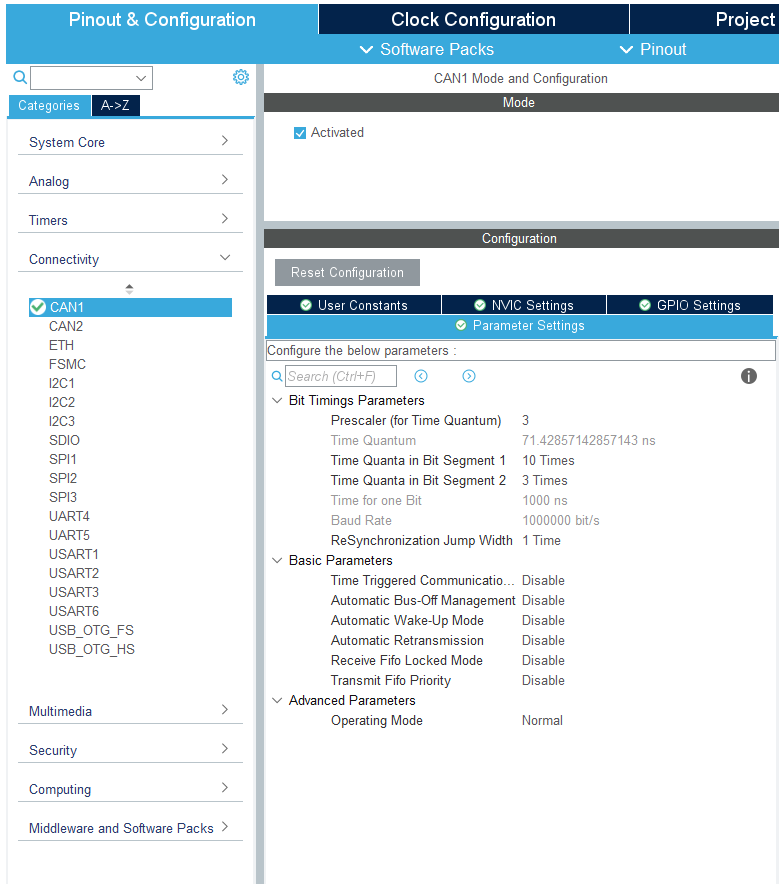 Pinout & Configuration
Clock Configuration
Project
Software Packs
Pinout
Categories
A->Z
System Core
Analog
Timers
Connectivity
CAN1
CAN2
ETH
FSMC
I2C1
I2C2
I2C3
SDIO
SPI1
SPI2
SPI3
UART4
UART5
USART1
USART2
USART3
USART6
USB_OTG_FS
USB_OTG_HS
Multimedia
Security
Computing
Middleware and Software Packs
CAN1 Mode and Configuration
Mode
Activated
Configuration
Reset Configuration
User Constants
NVIC Settings
GPIO Settings
Parameter Settings
Configure the below parameters :
Search (Ctrl+F)
Bit Timings Parameters
Prescaler (for Time Quantum) 3
Time Quantum 71.42857142857143 ns
Time Quanta in Bit Segment 1 10 Times
Time Quanta in Bit Segment 2 3 Times
Time for one Bit 1000 ns
Baud Rate 1000000 bit/s
ReSynchronization Jump Width 1 Time
Basic Parameters
Time Triggered Communicatio... Disable
Automatic Bus-Off Management Disable
Automatic Wake-Up Mode Disable
Automatic Retransmission Disable
Receive Fifo Locked Mode Disable
Transmit Fifo Priority Disable
Advanced Parameters
Operating Mode Normal